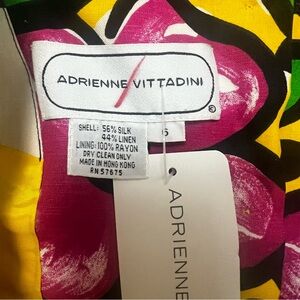 ADRIENNE VITTADINI
®
6
SHELL: 56% SILK
44% LINEN
LINING: 100% RAYON
DRY CLEAN ONLY
MADE IN HONG KONG
RN 57675
ADRIENNE